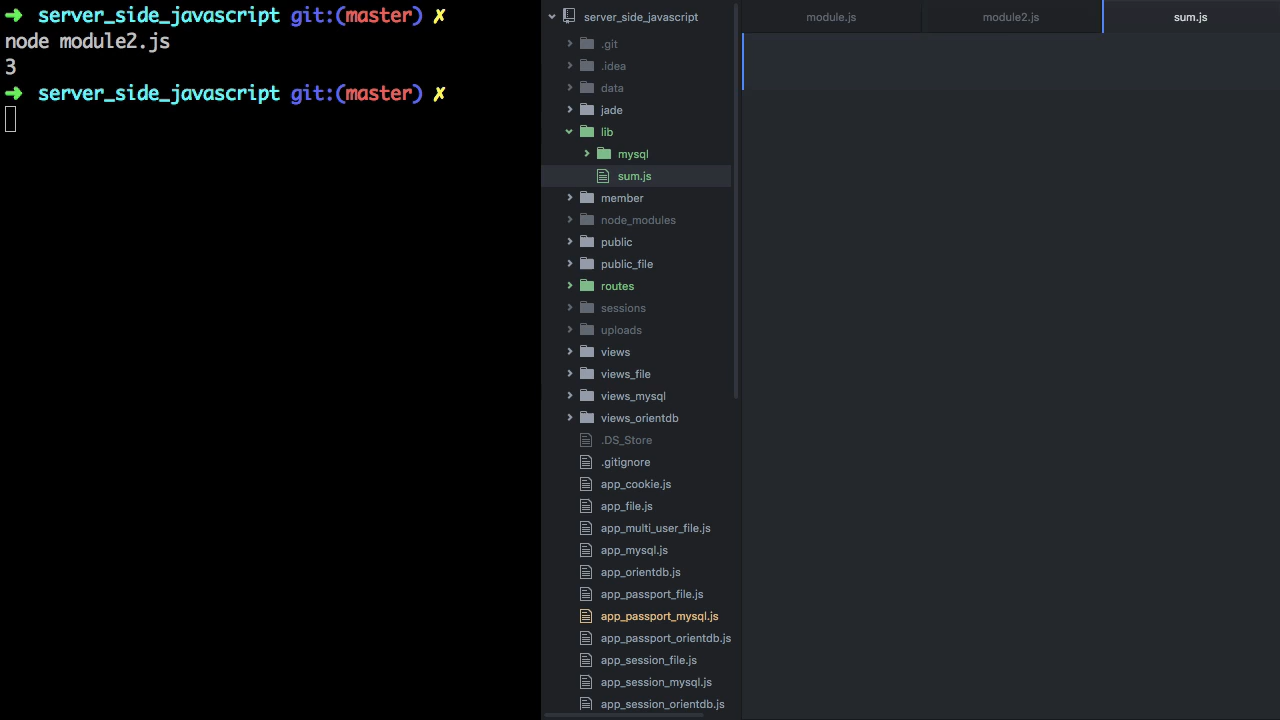 ➜ server_side_javascript git:(master) ✗
node module2.js
3
➜ server_side_javascript git:(master) ✗
server_side_javascript
.git
.idea
data
jade
lib
mysql
sum.js
member
node_modules
public
public_file
routes
sessions
uploads
views
views_file
views_mysql
views_orientdb
.DS_Store
.gitignore
app_cookie.js
app_file.js
app_multi_user_file.js
app_mysql.js
app_orientdb.js
app_passport_file.js
app_passport_mysql.js
app_passport_orientdb.js
app_session_file.js
app_session_mysql.js
app_session_orientdb.js
module.js
module2.js
sum.js